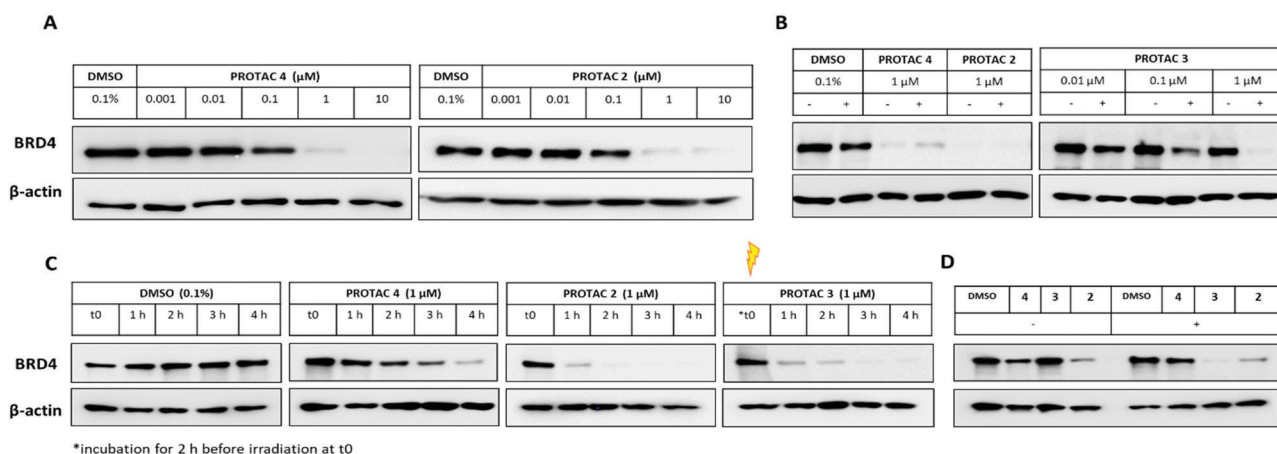 A
DMSO PROTAC 4 (μM)
0.1% 0.001 0.01 0.1 1 10
DMSO PROTAC 2 (μM)
0.1% 0.001 0.01 0.1 1 10
BRD4
β-actin
B
DMSO PROTAC 4 PROTAC 2
0.1% 1 μM 1 μM
- + - + - +
PROTAC 3
0.01 μM 0.1 μM 1 μM
- + - + - +
C
DMSO (0.1%)
t0 1 h 2 h 3 h 4 h
PROTAC 4 (1 μM)
t0 1 h 2 h 3 h 4 h
PROTAC 2 (1 μM)
t0 1 h 2 h 3 h 4 h
PROTAC 3 (1 μM)
*t0 1 h 2 h 3 h 4 h
BRD4
β-actin
*incubation for 2 h before irradiation at t0
D
DMSO 4 3 2 DMSO 4 3 2
- +